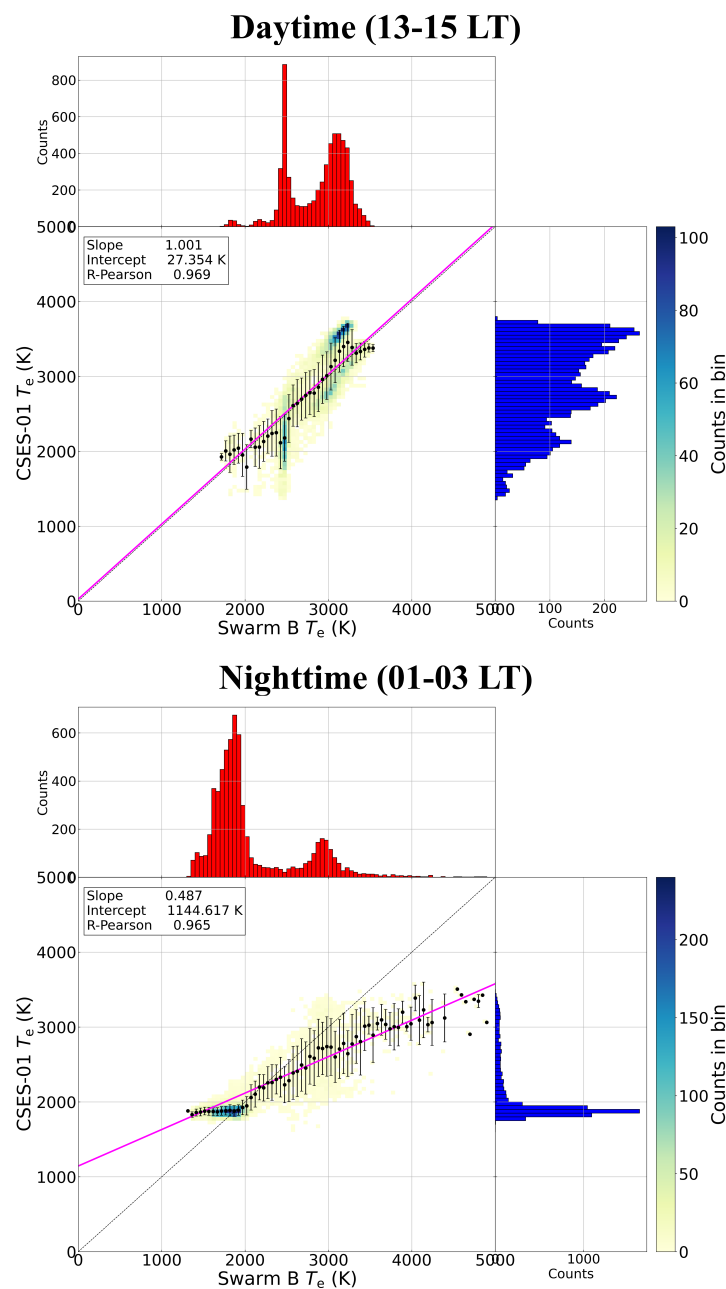 Daytime (13-15 LT)
800
600
400
200
0
Counts
5000
4000
3000
2000
1000
0
CSES-01 Te (K)
Slope 1.001
Intercept 27.354 K
R-Pearson 0.969
0 1000 2000 3000 4000 5000
Swarm B Te (K)
0 100 200
Counts
100
80
60
40
20
0
Counts in bin
Nighttime (01-03 LT)
600
400
200
0
Counts
5000
4000
3000
2000
1000
0
CSES-01 Te (K)
Slope 0.487
Intercept 1144.617 K
R-Pearson 0.965
0 1000 2000 3000 4000 5000
Swarm B Te (K)
0 1000
Counts
200
150
100
50
0
Counts in bin